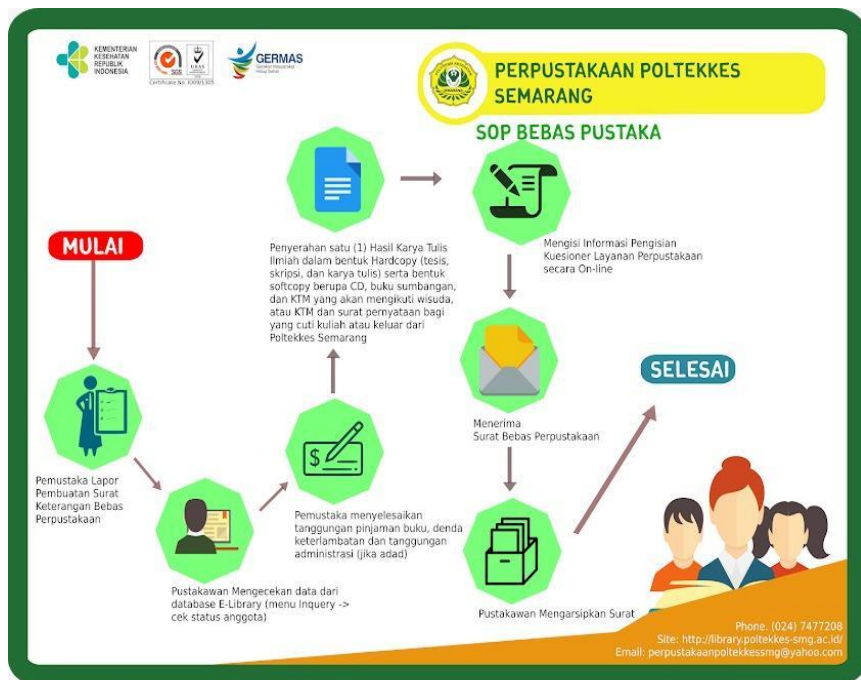 KEMENTERIAN
KESEHATAN
REPUBLIK
INDONESIA
SGS
UKAS
GERMAS
PERPUSTAKAAN POLTEKKES
SEMARANG
SOP BEBAS PUSTAKA
MULAI
Pemustaka Lapor
Pembuatan Surat
Keterangan Bebas
Perpustakaan
Pustakawan Mengecekan data dari
database E-Library (menu Inquery ->
cek status anggota)
$
Pemustaka menyelesaikan
tanggungan pinjaman buku, denda
keterlambatan dan tanggungan
administrasi (jika adad)
Penyerahan satu (1) Hasil Karya Tulis
Ilmiah dalam bentuk Hardcopy (tesis,
skripsi, dan karya tulis) serta bentuk
softcopy berupa CD, buku sumbangan,
dan KTM yang akan mengikuti wisuda,
atau KTM dan surat pernyataan bagi
yang cuti kuliah atau keluar dari
Poltekkes Semarang
Mengisi Informasi Pengisian
Kuesioner Layanan Perpustakaan
secara On-line
Menerima
Surat Bebas Perpustakaan
Pustakawan Mengarsipkan Surat
SELESAI
Phone. (024) 7477208
Site: http://library.poltekkes-smg.ac.id/
Email: perpustakaanpoltekkessmg@yahoo.com